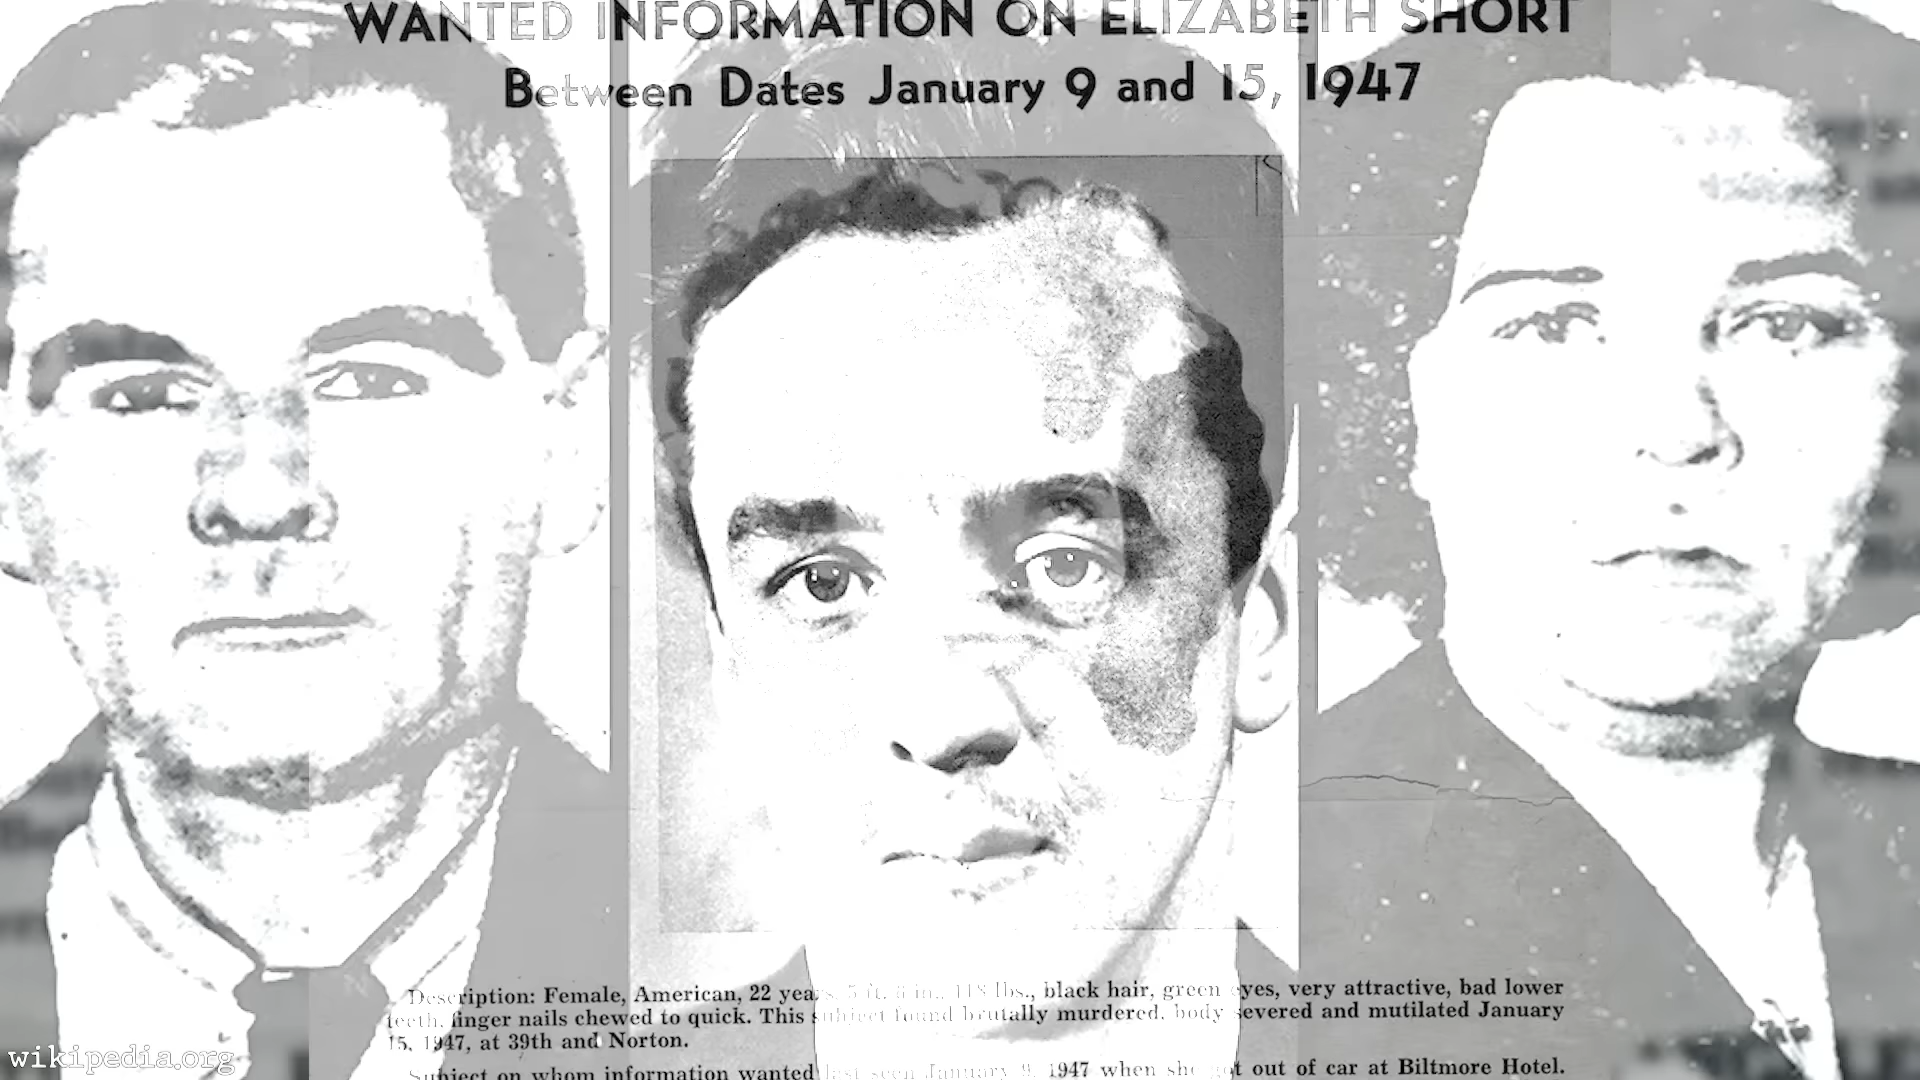 WANTED INFORMATION ON ELIZABETH SHORT
Between Dates January 9 and 15, 1947
Description: Female, American, 22 years, 5 ft. 6 in., 118 lbs., black hair, green eyes, very attractive, bad lower
teeth, finger nails chewed to quick. This subject found brutally murdered, body severed and mutilated January
15, 1947, at 39th and Norton.
Subject on whom information wanted last seen January 9, 1947 when she got out of car at Biltmore Hotel.
wikipedia.org